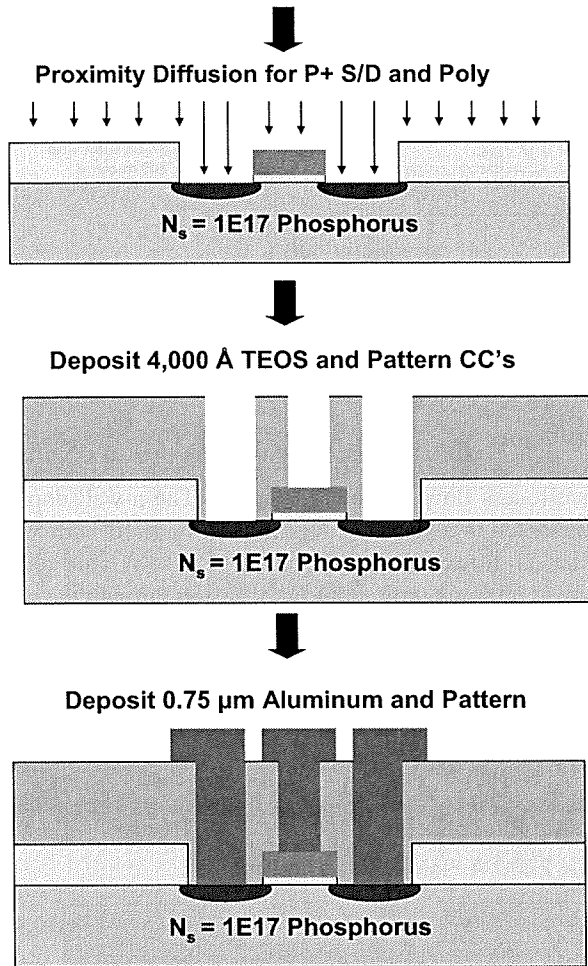 Proximity Diffusion for P+ S/D and Poly
Nₛ = 1E17 Phosphorus
Deposit 4,000 Å TEOS and Pattern CC's
Nₛ = 1E17 Phosphorus
Deposit 0.75 µm Aluminum and Pattern
Nₛ = 1E17 Phosphorus